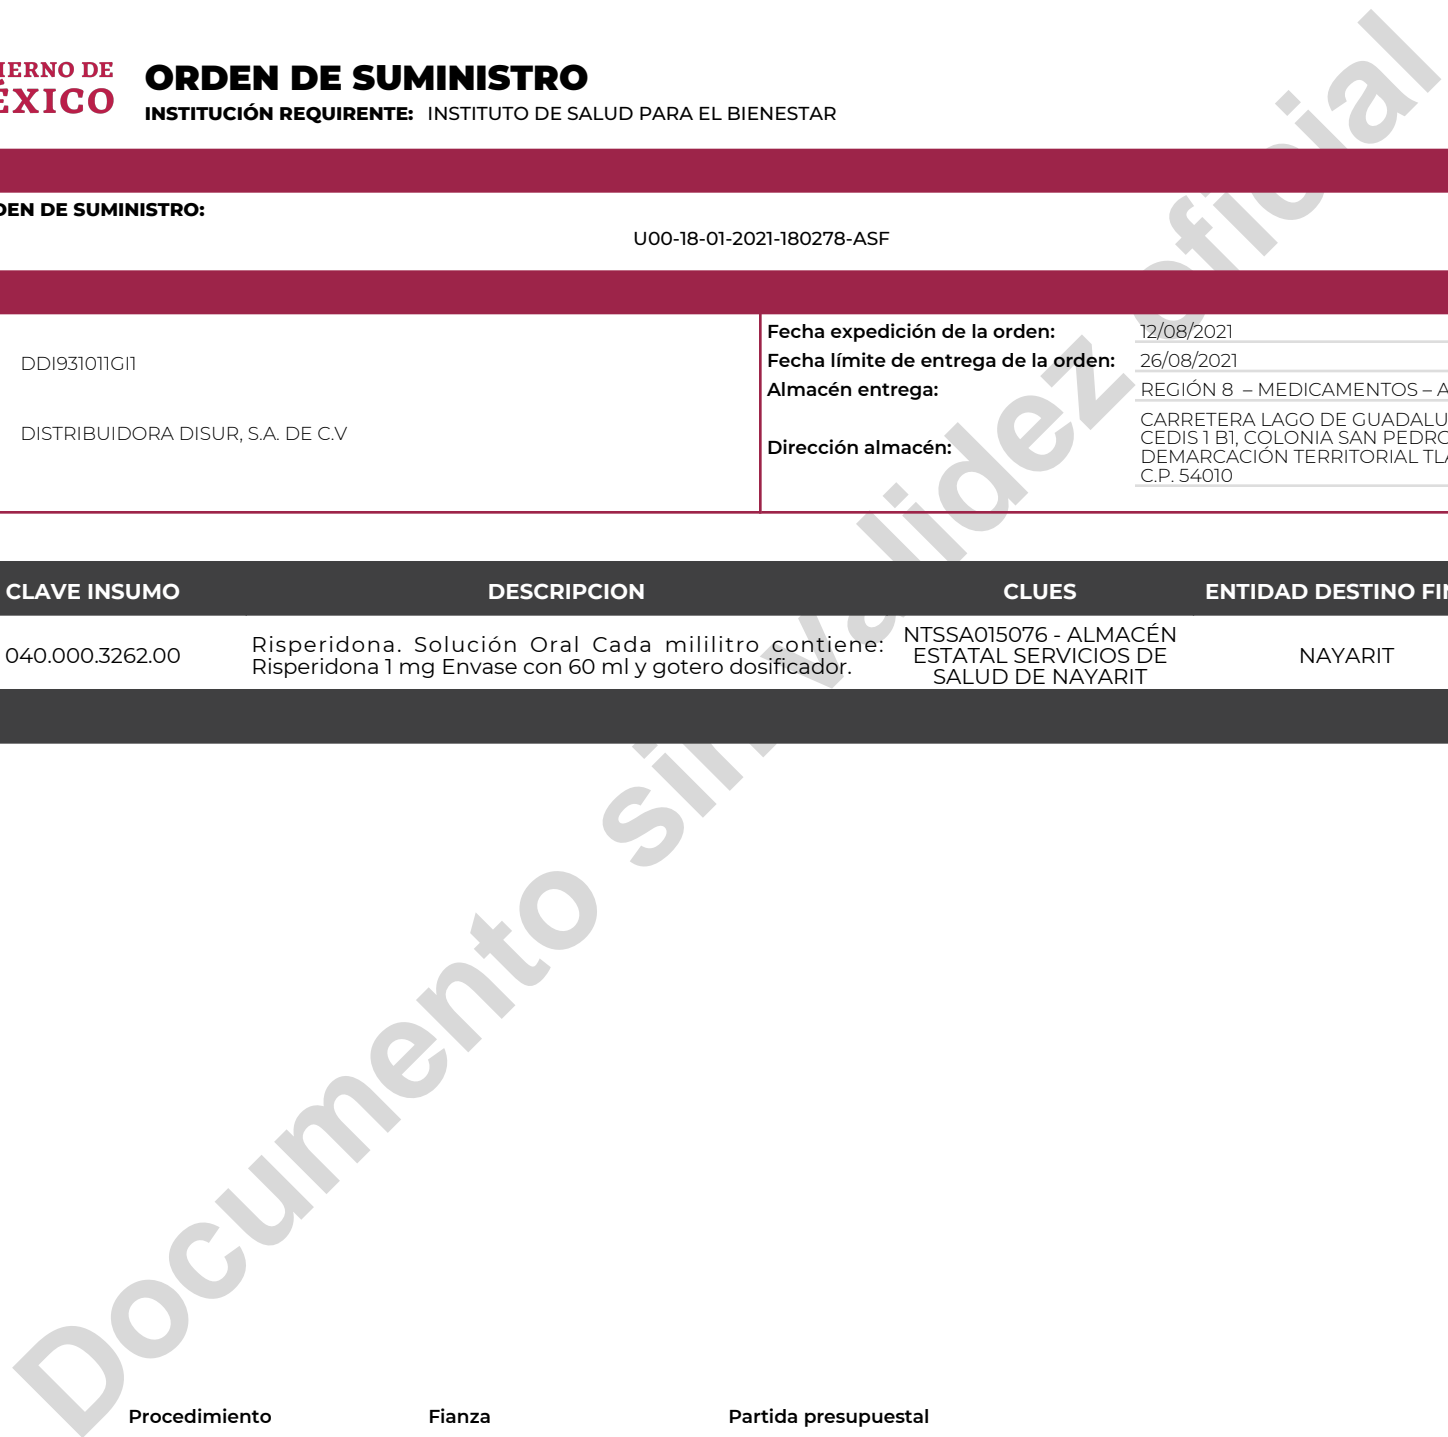 IERNO DE
ÉXICO
ORDEN DE SUMINISTRO
INSTITUCIÓN REQUIRENTE: INSTITUTO DE SALUD PARA EL BIENESTAR
DEN DE SUMINISTRO:
U00-18-01-2021-180278-ASF
DDI931011GI1
DISTRIBUIDORA DISUR, S.A. DE C.V
Fecha expedición de la orden: 12/08/2021
Fecha límite de entrega de la orden: 26/08/2021
Almacén entrega: REGIÓN 8 – MEDICAMENTOS – A
Dirección almacén:
CARRETERA LAGO DE GUADALU
CEDIS 1 B1, COLONIA SAN PEDRO
DEMARCACIÓN TERRITORIAL TLA
C.P. 54010
CLAVE INSUMO DESCRIPCION CLUES ENTIDAD DESTINO FIN
040.000.3262.00
Risperidona. Solución Oral Cada mililitro contiene:
Risperidona 1 mg Envase con 60 ml y gotero dosificador.
NTSSA015076 - ALMACÉN
ESTATAL SERVICIOS DE
SALUD DE NAYARIT
NAYARIT
Documento sin validez oficial
Procedimiento Fianza Partida presupuestal